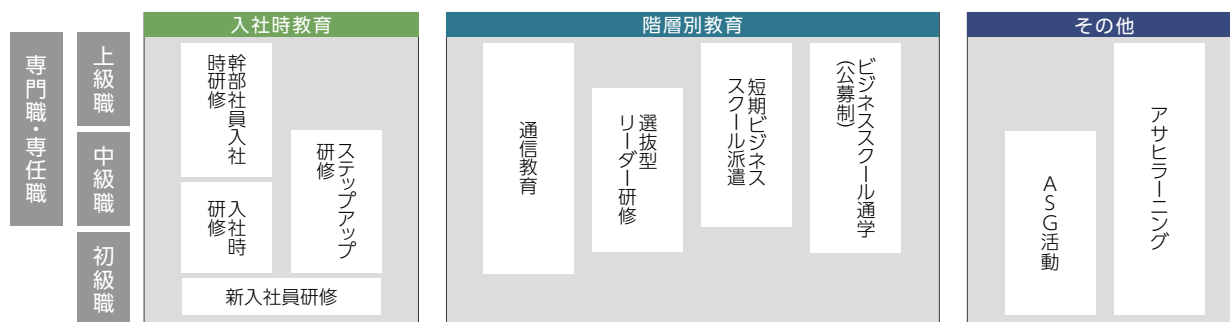 入社時教育
階層別教育
その他
専門職・専任職
上級職
中級職
初級職
幹部社員入社
時研修
入社時
研修
ステップアップ
研修
新入社員研修
通信教育
選抜型
リーダー研修
短期ビジネス
スクール派遣
ビジネススクール通学
（公募制）
ASG活動
アサヒラーニング